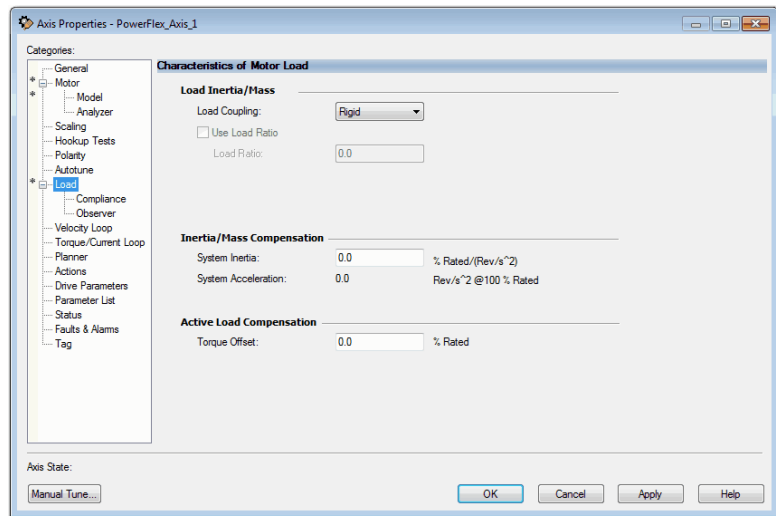 Axis Properties - PowerFlex_Axis_1
Categories:
General
* Motor
* Model
Analyzer
Scaling
Hookup Tests
Polarity
Autotune
* Load
Compliance
Observer
Velocity Loop
Torque/Current Loop
Planner
Actions
Drive Parameters
Parameter List
Status
Faults & Alarms
Tag
Characteristics of Motor Load
Load Inertia/Mass
Load Coupling: Rigid
Use Load Ratio
Load Ratio: 0.0
Inertia/Mass Compensation
System Inertia: 0.0 % Rated/(Rev/s^2)
System Acceleration: 0.0 Rev/s^2 @100 % Rated
Active Load Compensation
Torque Offset: 0.0 % Rated
Axis State:
Manual Tune... OK Cancel Apply Help